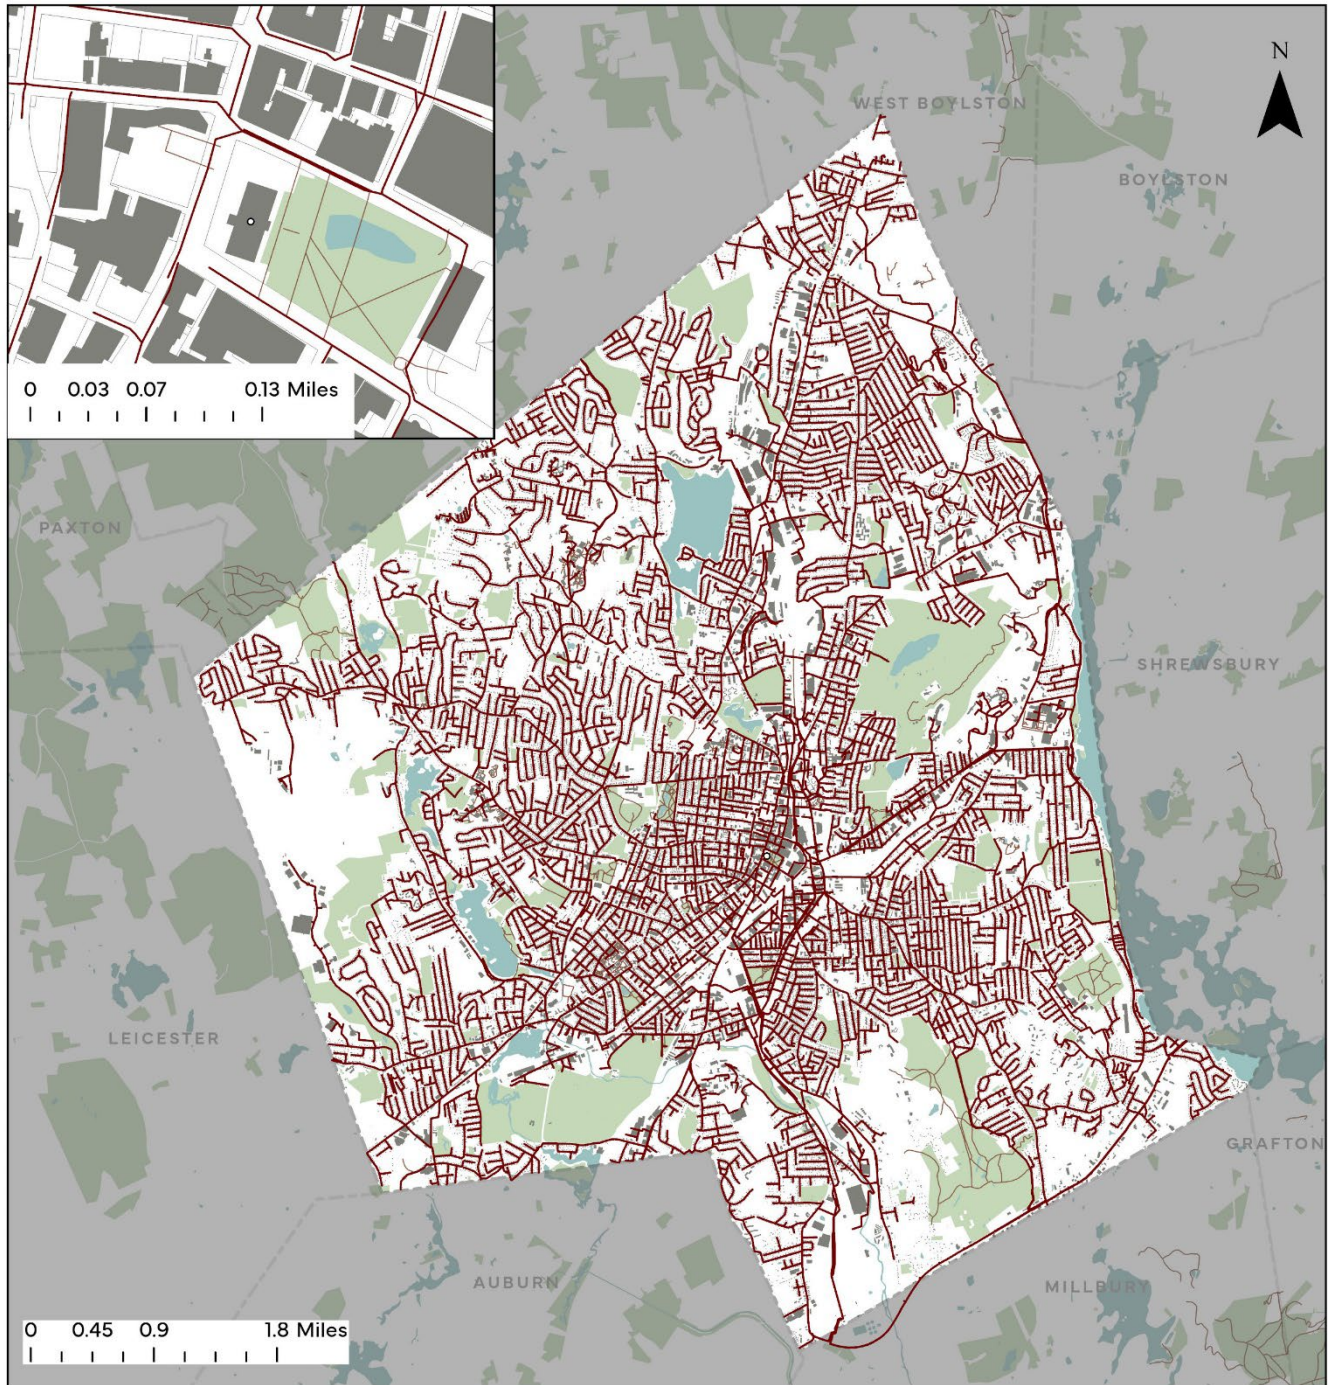 N
WEST BOYLSTON
BOYLSTON
0 0.03 0.07 0.13 Miles
PAXTON
SHREWSBURY
LEICESTER
GRAFTON
AUBURN
MILLBURY
0 0.45 0.9 1.8 Miles